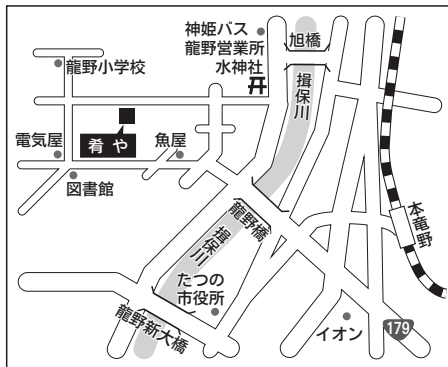 神姫バス
龍野営業所
水神社
旭橋
龍野小学校
揖保川
電気屋
肴や
魚屋
図書館
本竜野
龍野橋
揖保川
たつの
市役所
龍野新大橋
イオン
179